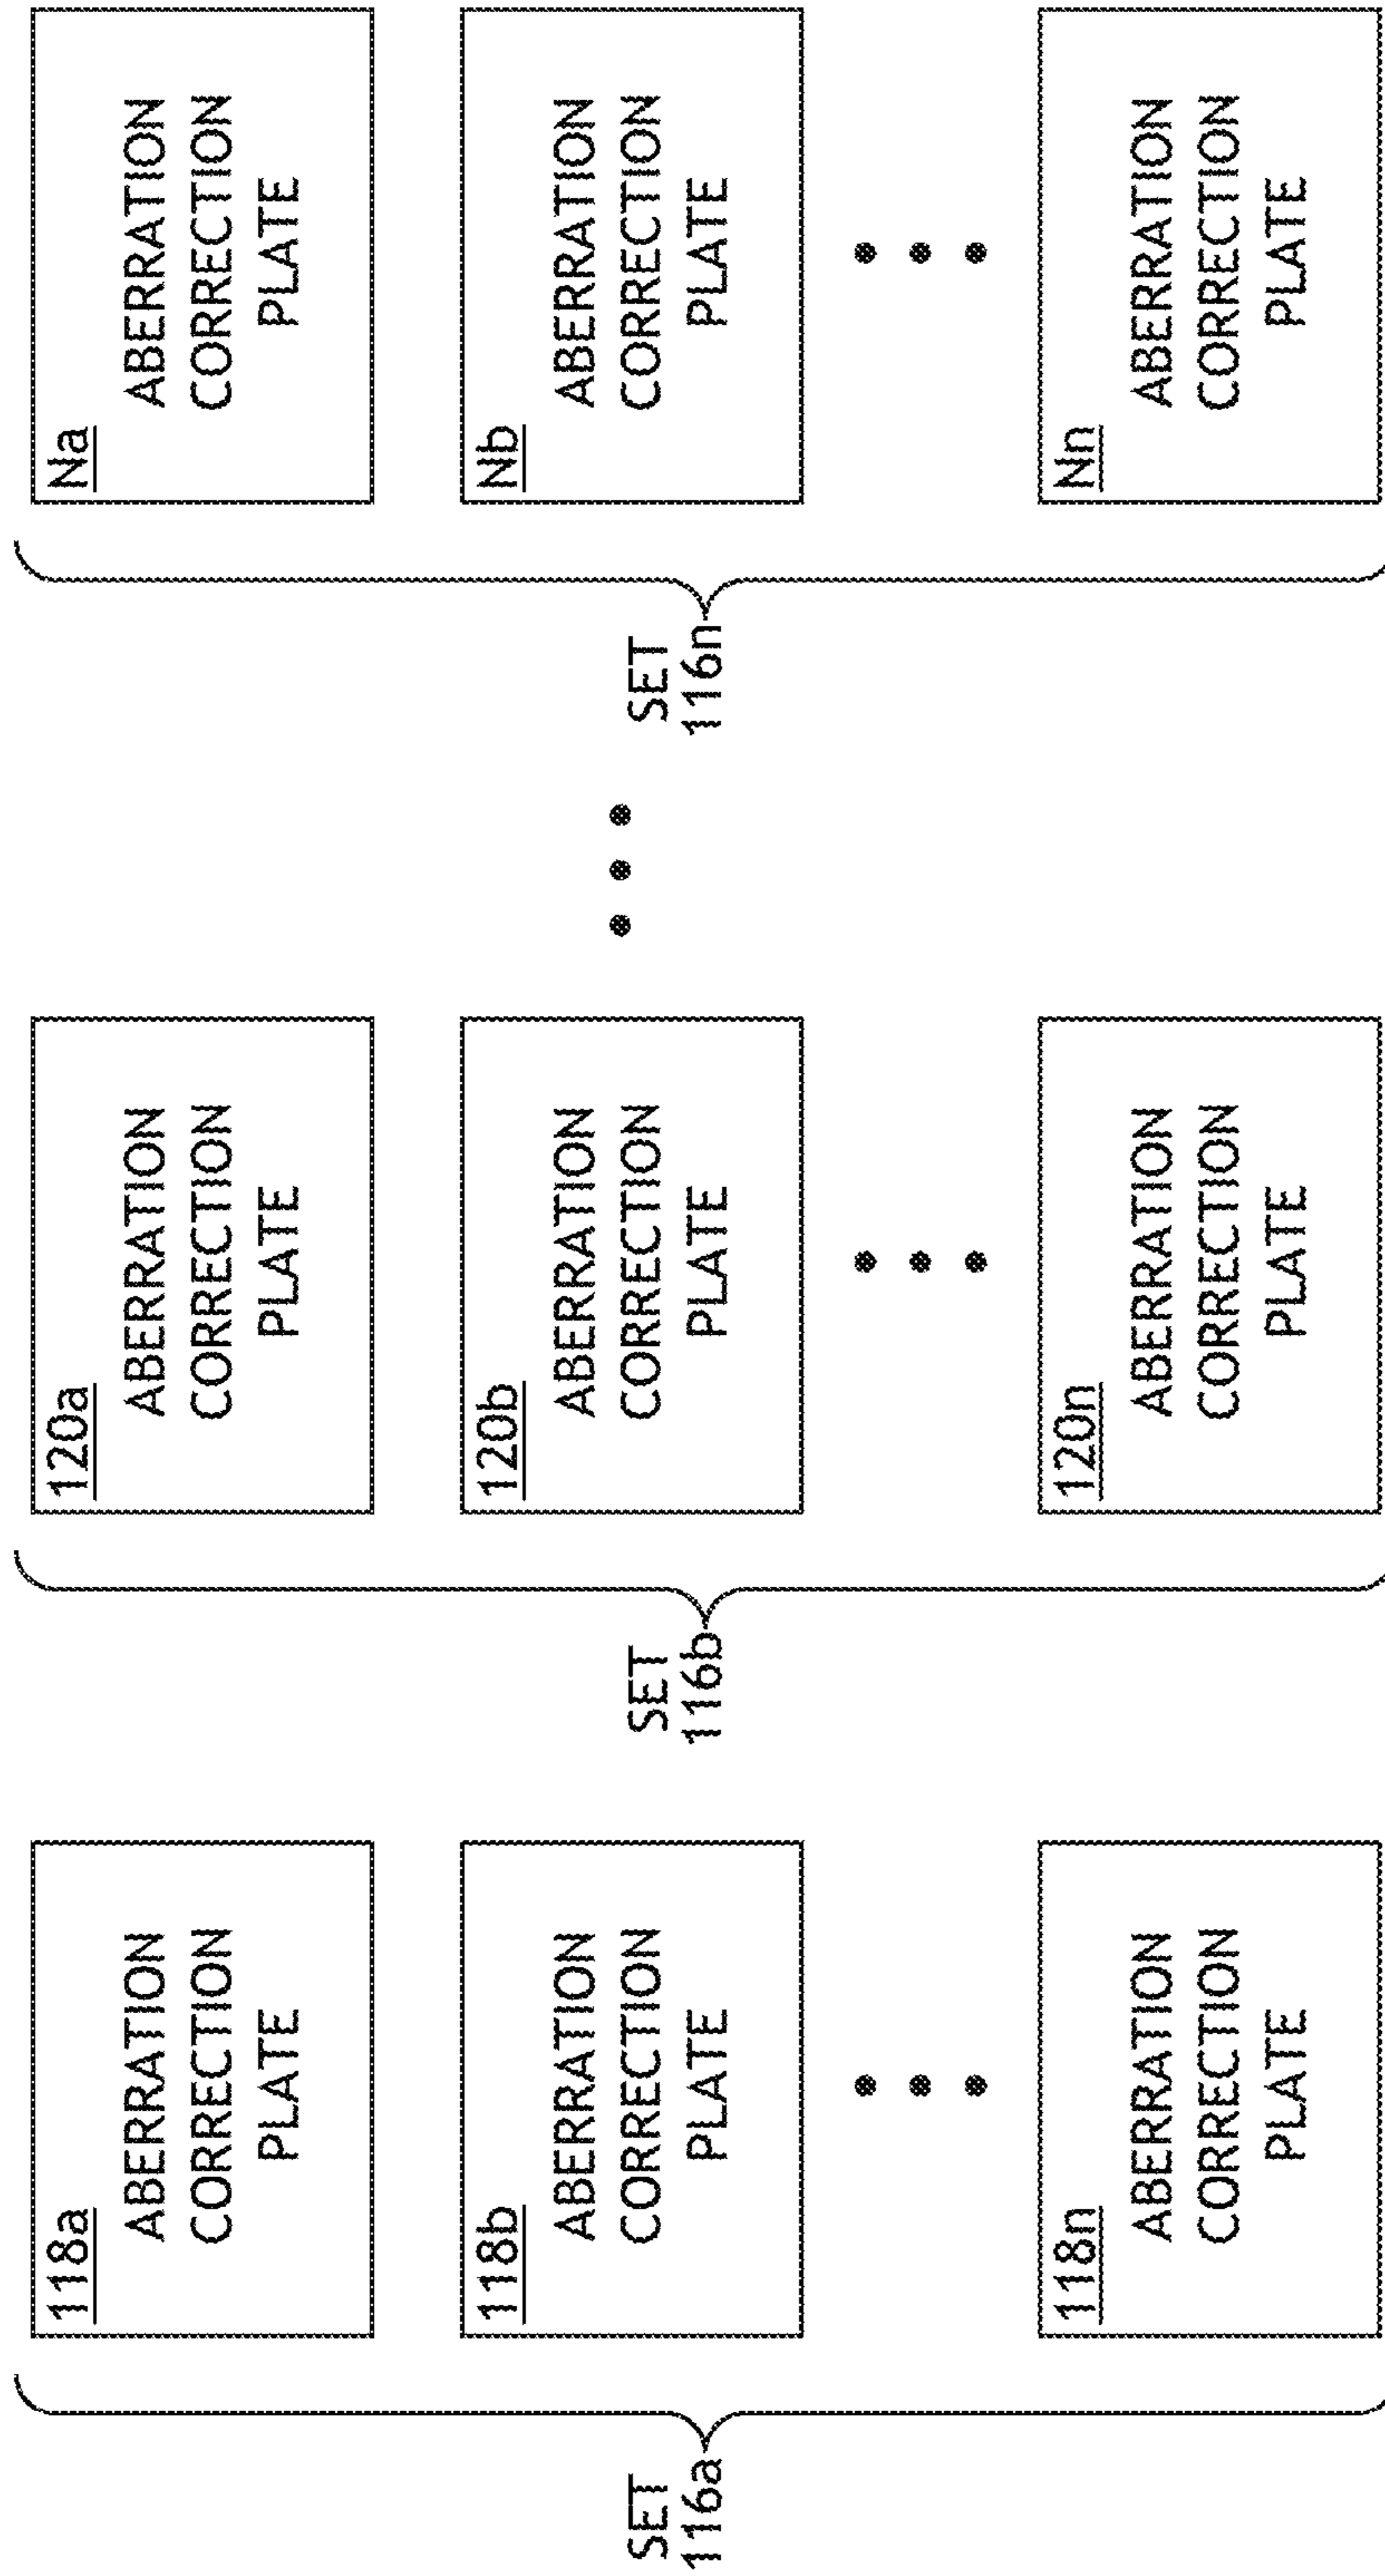 SET
116a
118a
ABERRATION
CORRECTION
PLATE
118b
ABERRATION
CORRECTION
PLATE
118n
ABERRATION
CORRECTION
PLATE
SET
116b
120a
ABERRATION
CORRECTION
PLATE
120b
ABERRATION
CORRECTION
PLATE
120n
ABERRATION
CORRECTION
PLATE
SET
116n
Na
ABERRATION
CORRECTION
PLATE
Nb
ABERRATION
CORRECTION
PLATE
Nn
ABERRATION
CORRECTION
PLATE